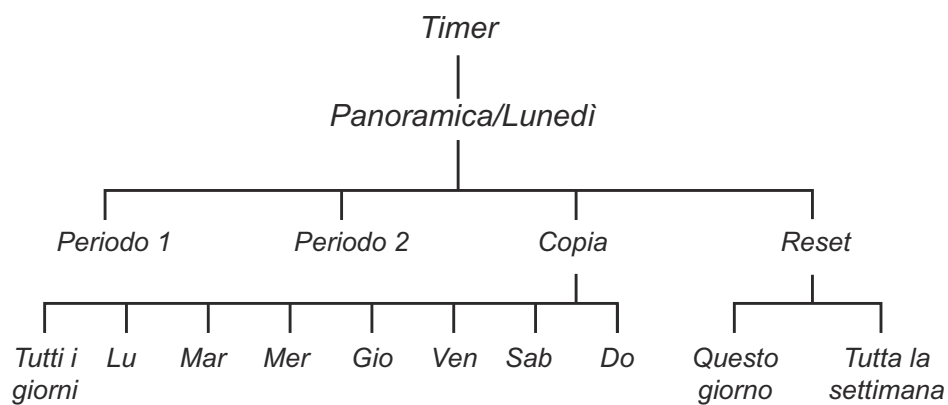 Timer
Panoramica/Lunedì
Periodo 1 Periodo 2 Copia Reset
Tutti i Lu Mar Mer Gio Ven Sab Do Questo Tutta la
giorni giorno settimana